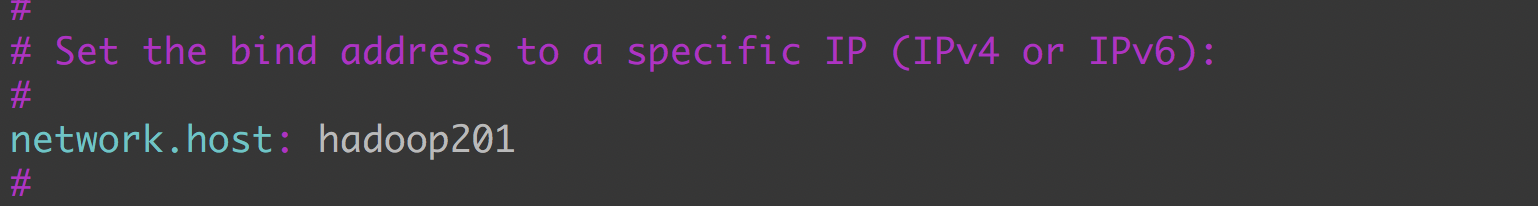 #
# Set the bind address to a specific IP (IPv4 or IPv6):
#
network.host: hadoop201
#